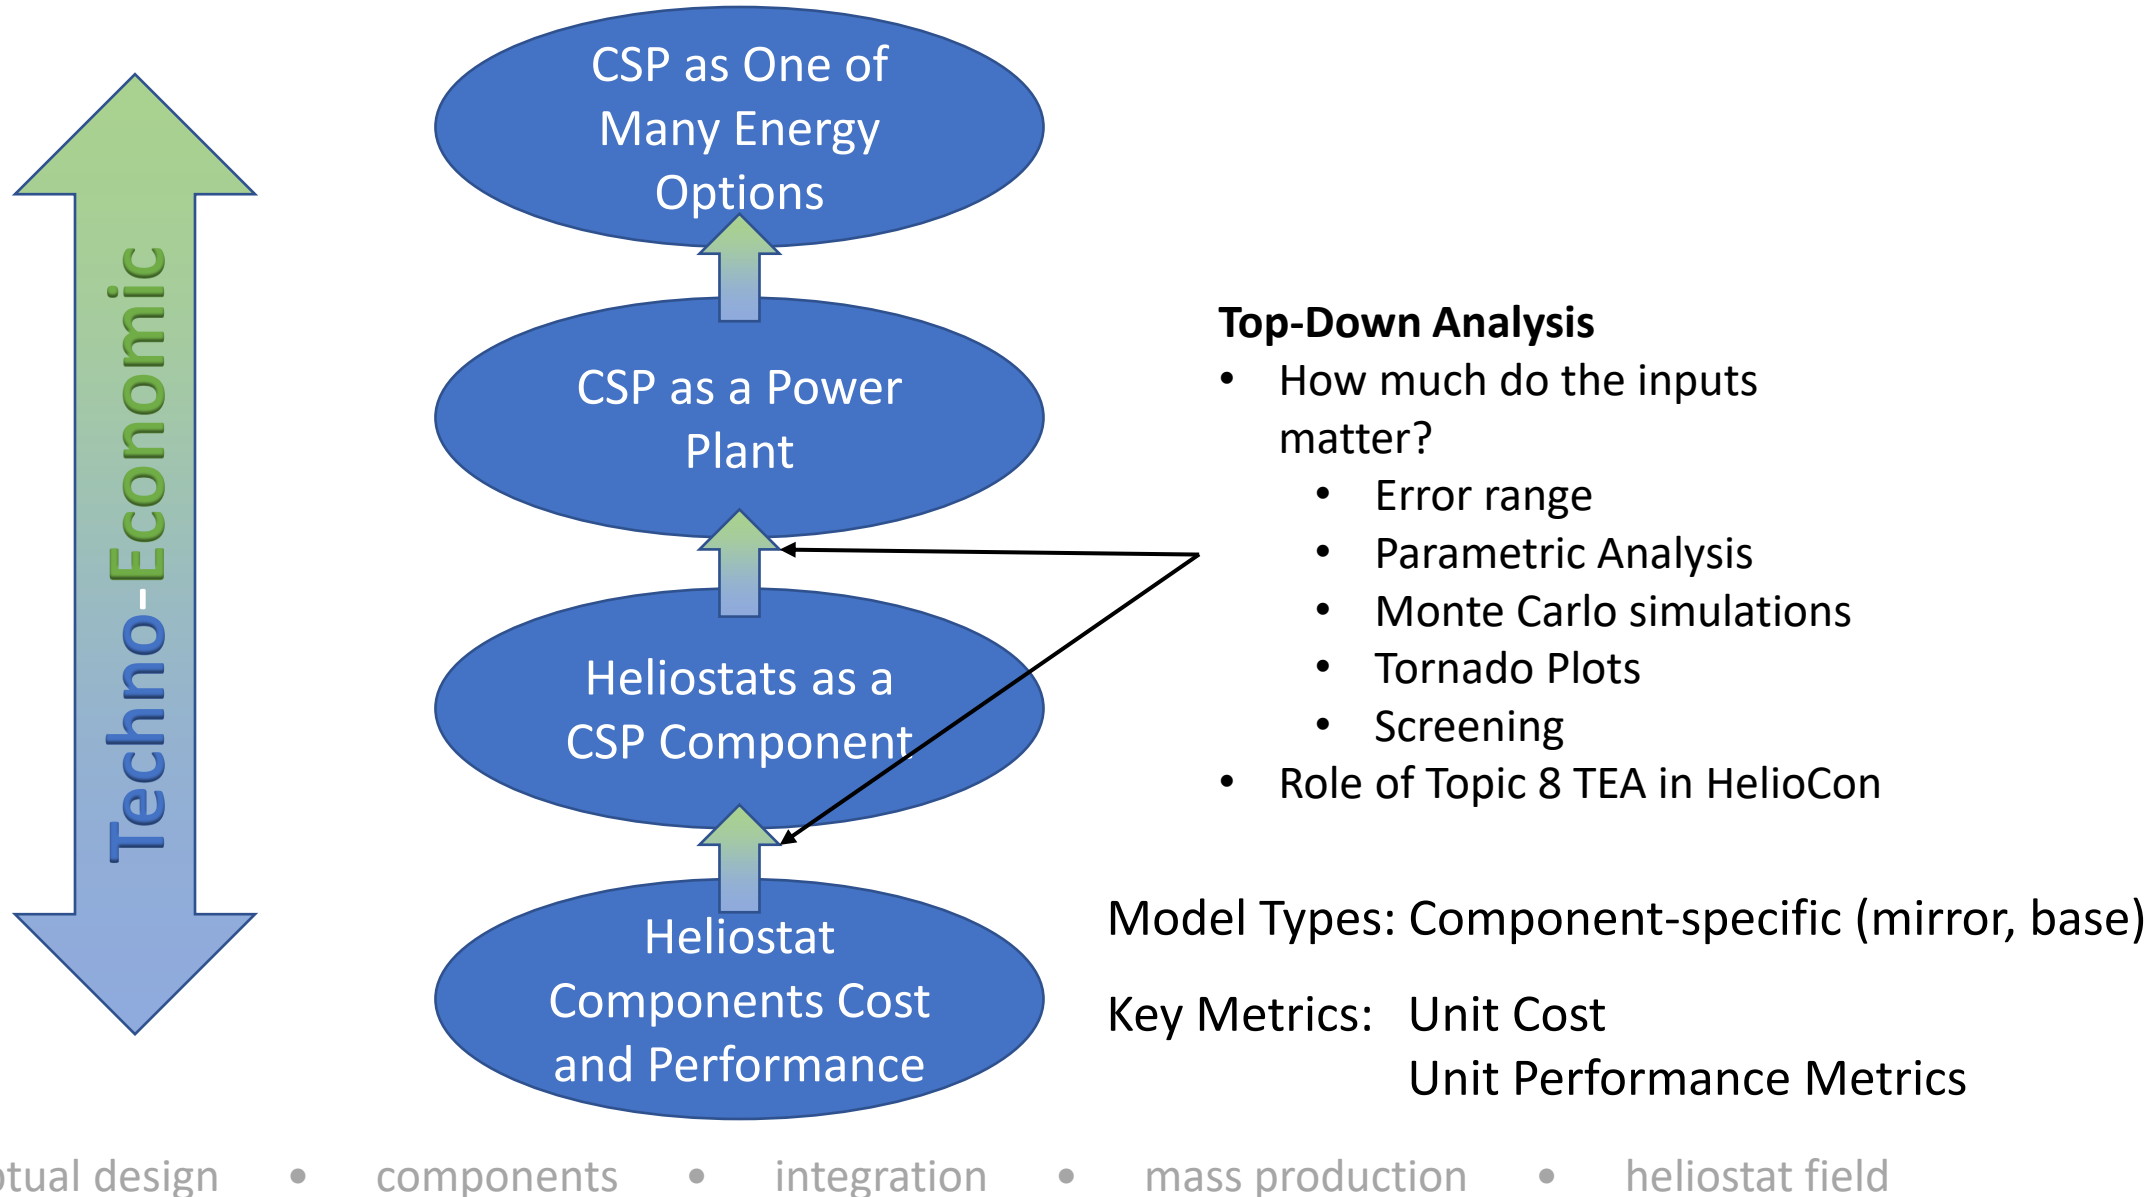 CSP as One of
Many Energy
Options
Techno-Economic
CSP as a Power
Plant
Heliostats as a
CSP Component
Heliostat
Components Cost
and Performance
Top-Down Analysis
• How much do the inputs
matter?
• Error range
• Parametric Analysis
• Monte Carlo simulations
• Tornado Plots
• Screening
• Role of Topic 8 TEA in HelioCon
Model Types: Component-specific (mirror, base)
Key Metrics: Unit Cost
Unit Performance Metrics
design • components • integration • mass production • heliostat field